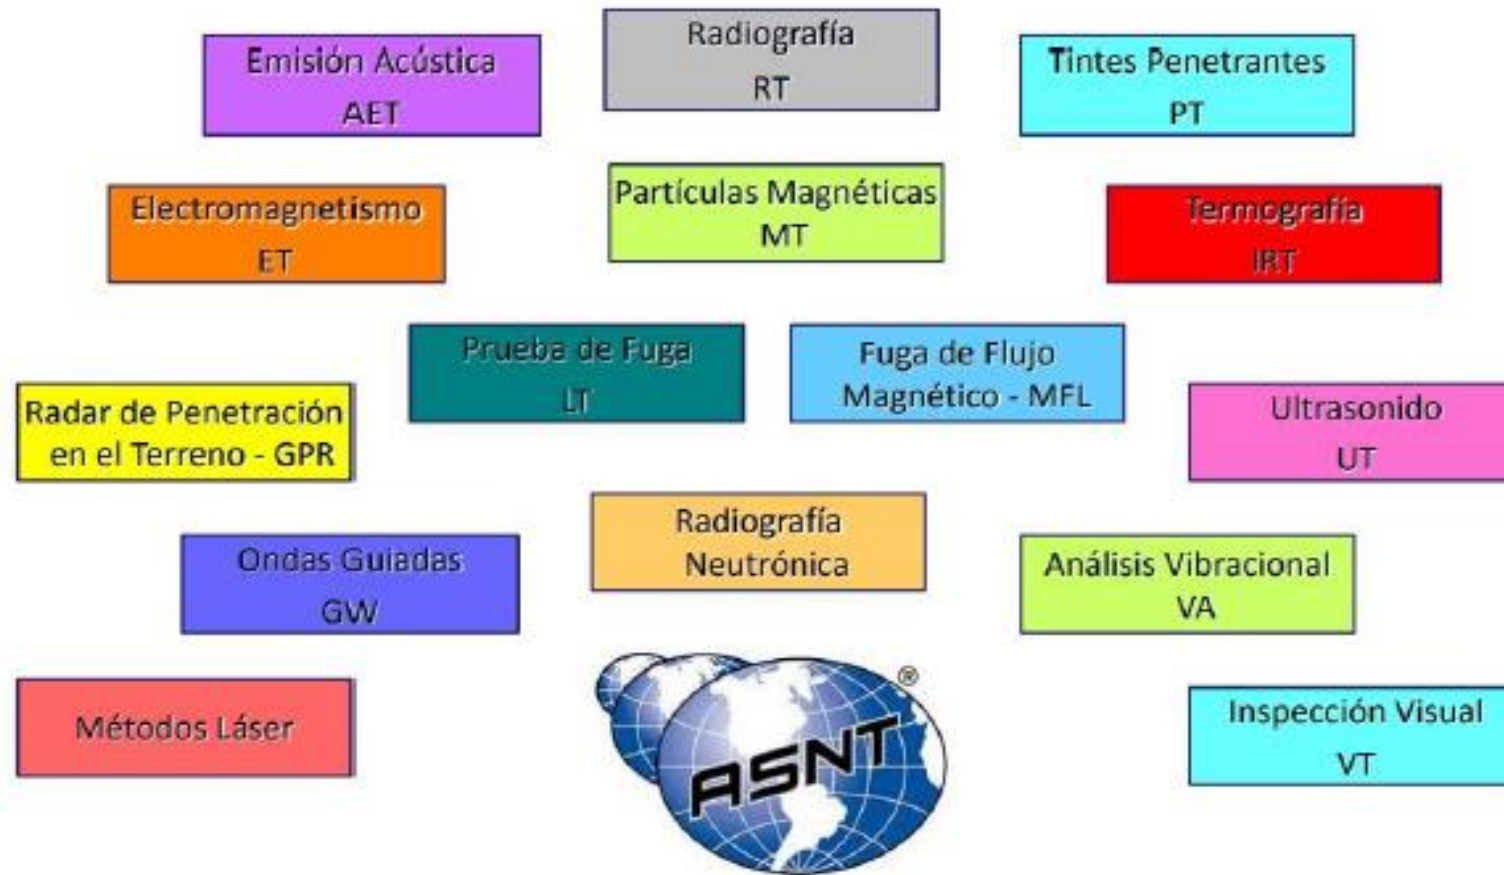 Emisión Acústica
AET
Radiografía
RT
Tintes Penetrantes
PT
Electromagnetismo
ET
Partículas Magnéticas
MT
Termografía
IRT
Prueba de Fuga
LT
Fuga de Flujo
Magnético - MFL
Radar de Penetración
en el Terreno - GPR
Ultrasonido
UT
Radiografía
Neutrónica
Ondas Guiadas
GW
Análisis Vibracional
VA
Métodos Láser
ASNT
®
Inspección Visual
VT